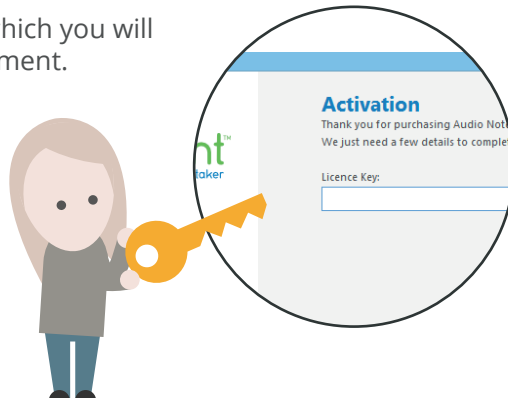 hich you will
ment.
Activation
Thank you for purchasing Audio Not
We just need a few details to complet
nt™
taker
Licence Key: